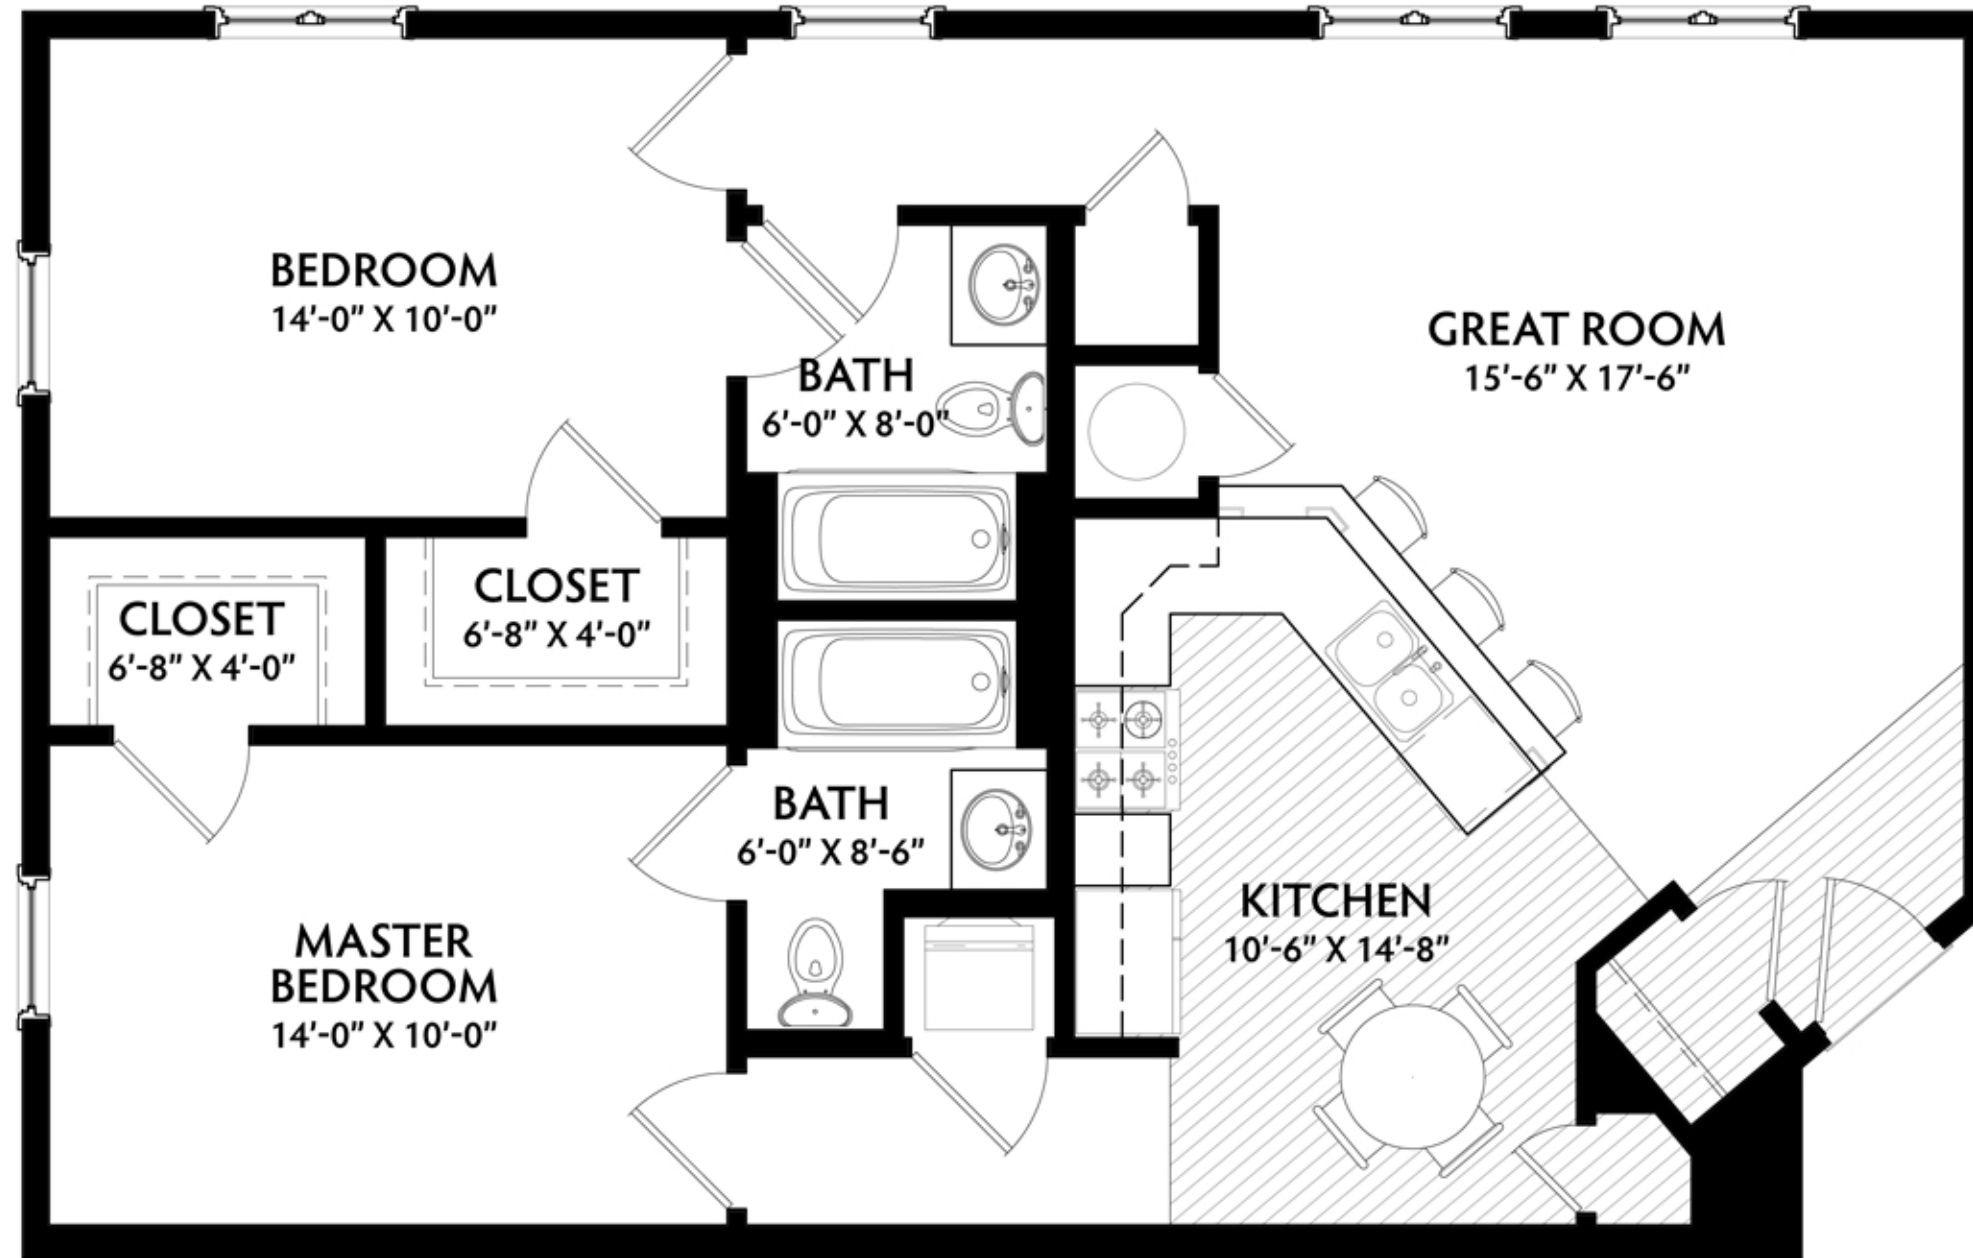 BEDROOM
14'-0" X 10'-0"
GREAT ROOM
15'-6" X 17'-6"
BATH
6'-0" X 8'-0"
CLOSET
6'-8" X 4'-0"
CLOSET
6'-8" X 4'-0"
BATH
6'-0" X 8'-6"
KITCHEN
10'-6" X 14'-8"
MASTER
BEDROOM
14'-0" X 10'-0"